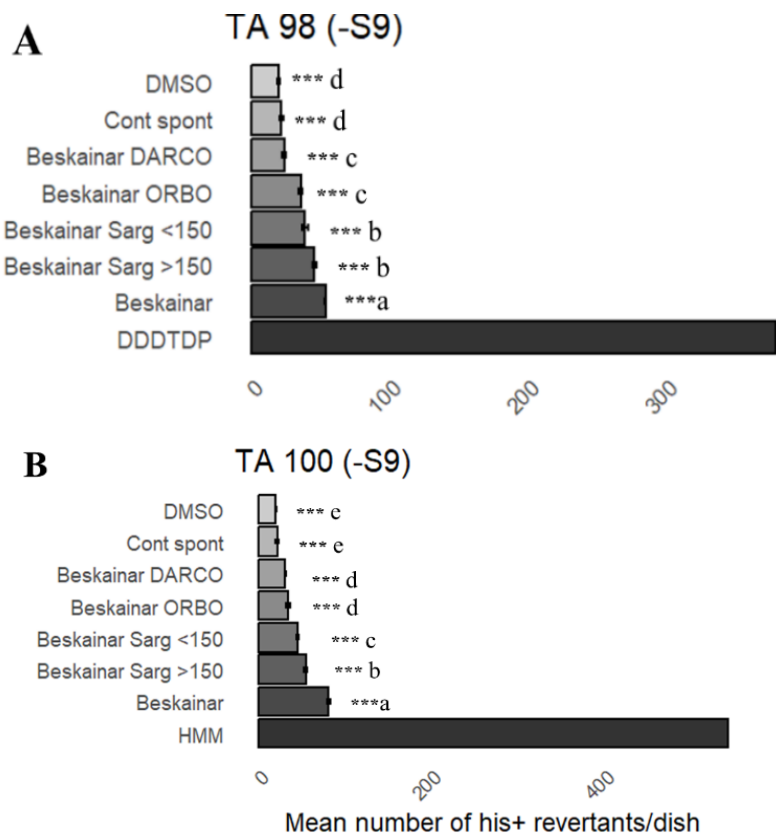 A
TA 98 (-S9)
DMSO *** d
Cont spont *** d
Beskainar DARCO *** c
Beskainar ORBO *** c
Beskainar Sarg <150 *** b
Beskainar Sarg >150 *** b
Beskainar ***a
DDDTDP
0 100 200 300
B
TA 100 (-S9)
DMSO *** e
Cont spont *** e
Beskainar DARCO *** d
Beskainar ORBO *** d
Beskainar Sarg <150 *** c
Beskainar Sarg >150 *** b
Beskainar ***a
HMM
0 200 400
Mean number of his+ revertants/dish